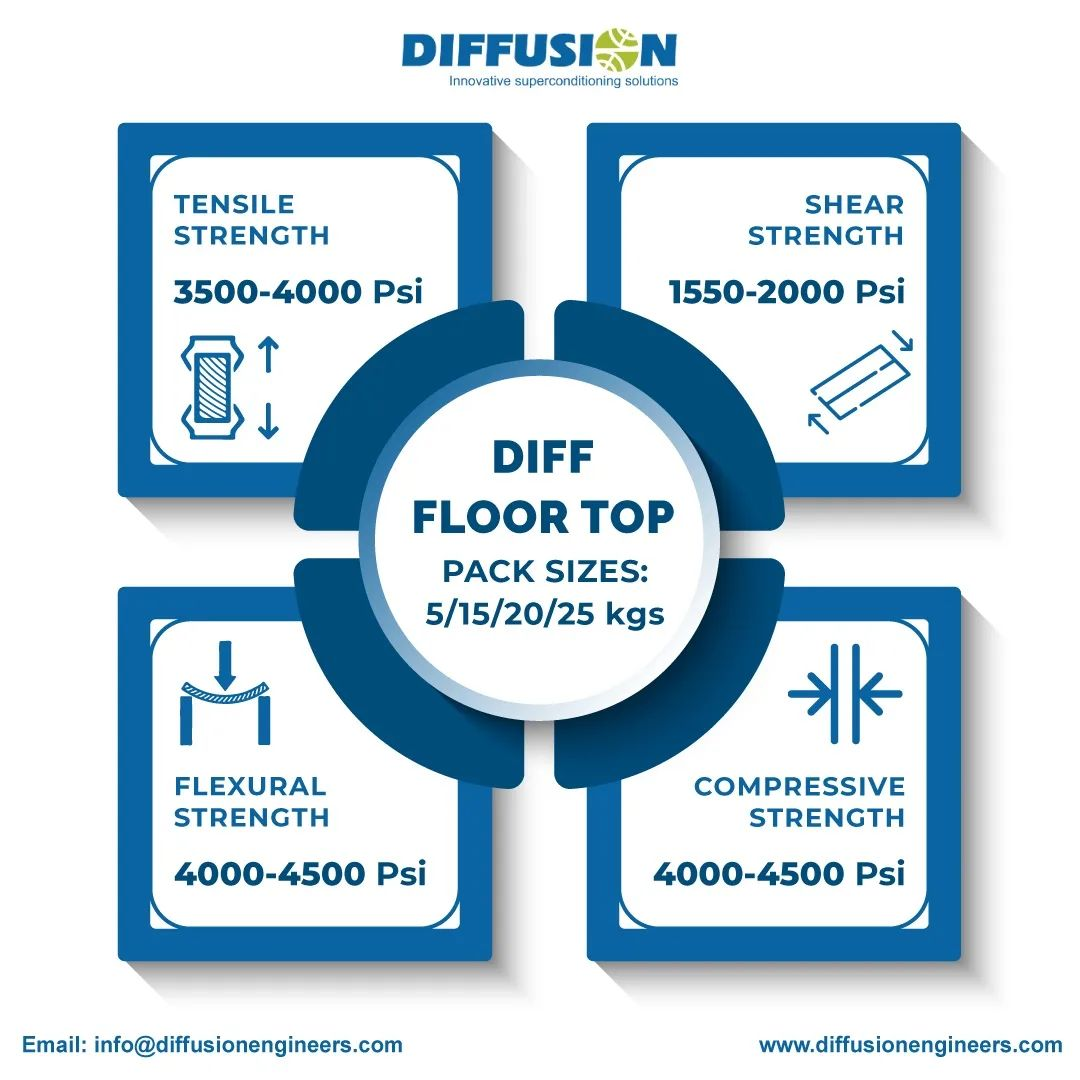 DIFFUSION
Innovative superconditioning solutions
TENSILE
STRENGTH
3500-4000 Psi
SHEAR
STRENGTH
1550-2000 Psi
DIFF
FLOOR TOP
PACK SIZES:
5/15/20/25 kgs
FLEXURAL
STRENGTH
4000-4500 Psi
COMPRESSIVE
STRENGTH
4000-4500 Psi
Email: info@diffusionengineers.com
www.diffusionengineers.com